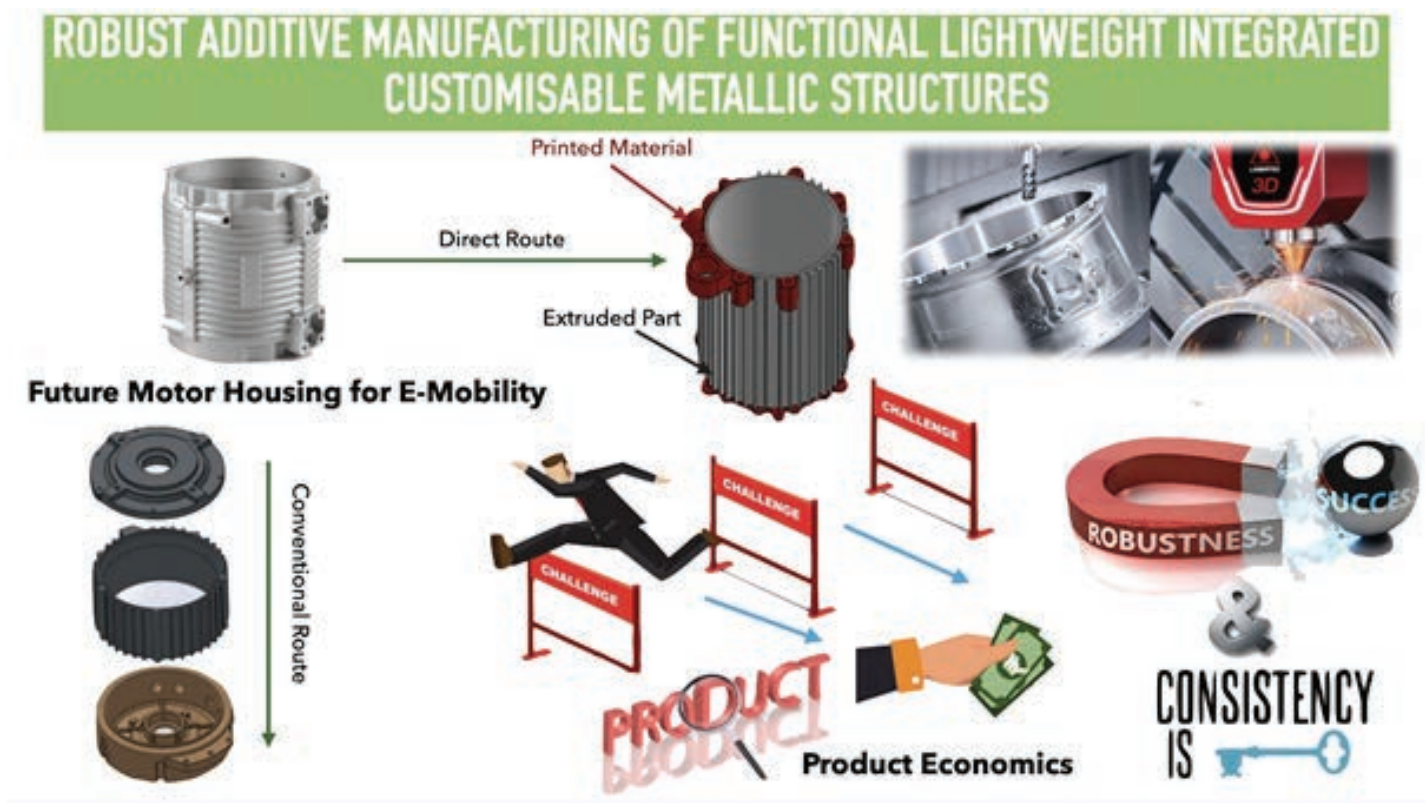 ROBUST ADDITIVE MANUFACTURING OF FUNCTIONAL LIGHTWEIGHT INTEGRATED
CUSTOMISABLE METALLIC STRUCTURES
Printed Material
Direct Route
Extruded Part
3D
Future Motor Housing for E-Mobility
Conventional Route
CHALLENGE
CHALLENGE
CHALLENGE
ROBUSTNESS
SUCCESS
&
CONSISTENCY
IS
PRODUCT
Product Economics